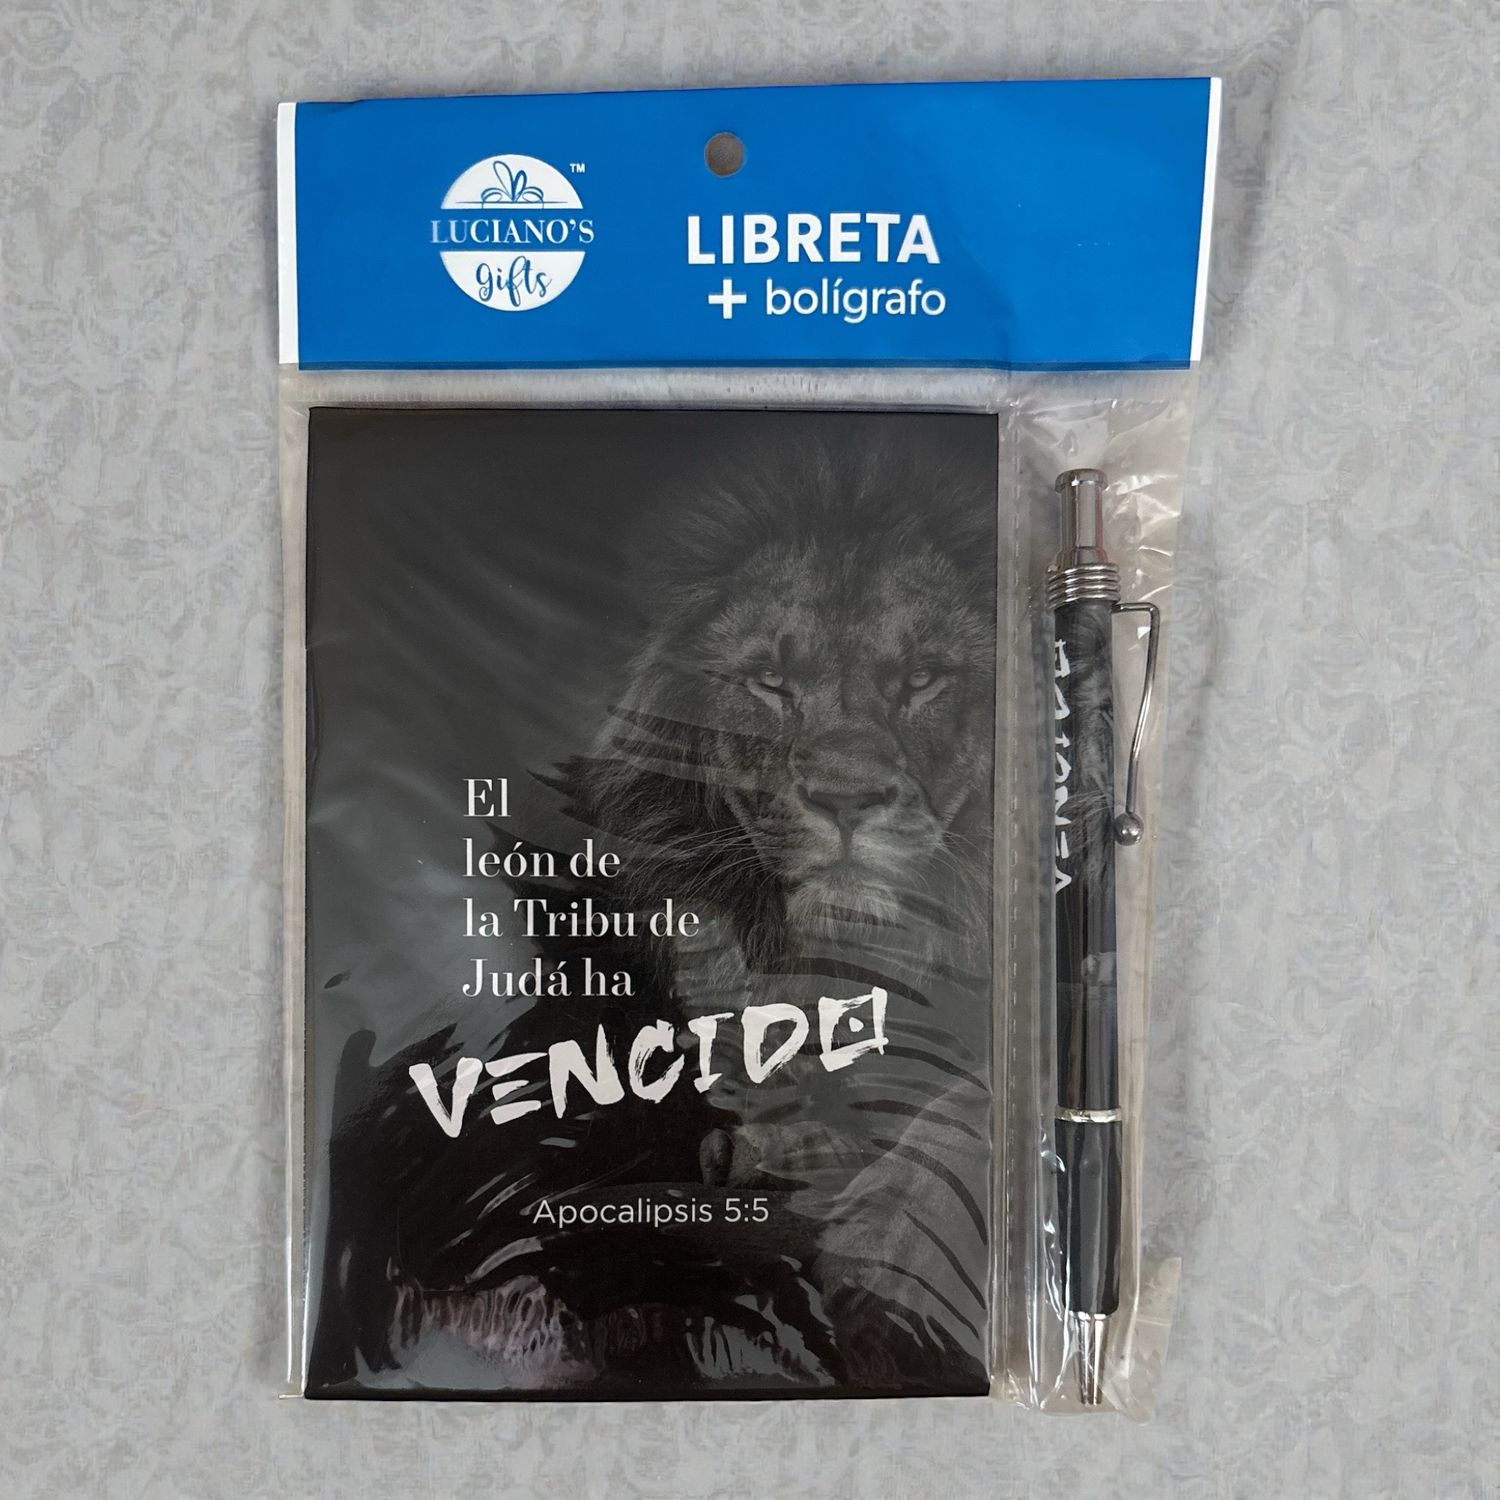 LUCIANO'S
gifts
TM
LIBRETA
+ bolígrafo
El
león de
la Tribu de
Judá ha
VENCIDO
Apocalipsis 5:5
VENCIDO